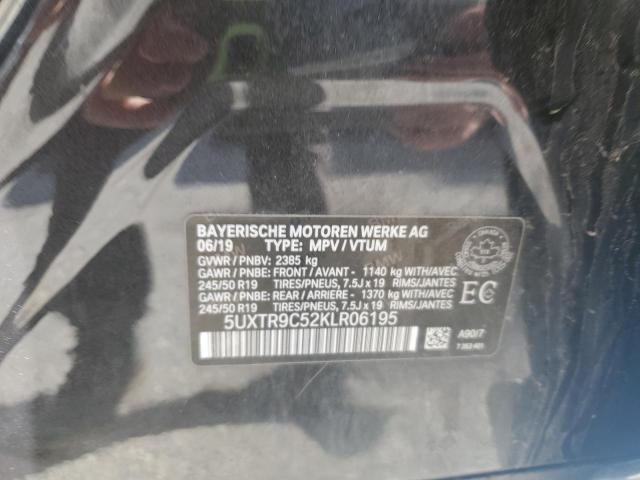 BAYERISCHE MOTOREN WERKE AG
06/19 TYPE: MPV / VTUM
GVWR / PNBV: 2385 kg
GAWR / PNBE: FRONT / AVANT - 1140 kg WITH/AVEC
245/50 R19 TIRES/PNEUS, 7.5J x 19 RIMS/JANTES
GAWR / PNBE: REAR / ARRIERE - 1370 kg WITH/AVEC
245/50 R19 TIRES/PNEUS, 7.5J x 19 RIMS/JANTES
EC
5UXTR9C52KLR06195
A90/7